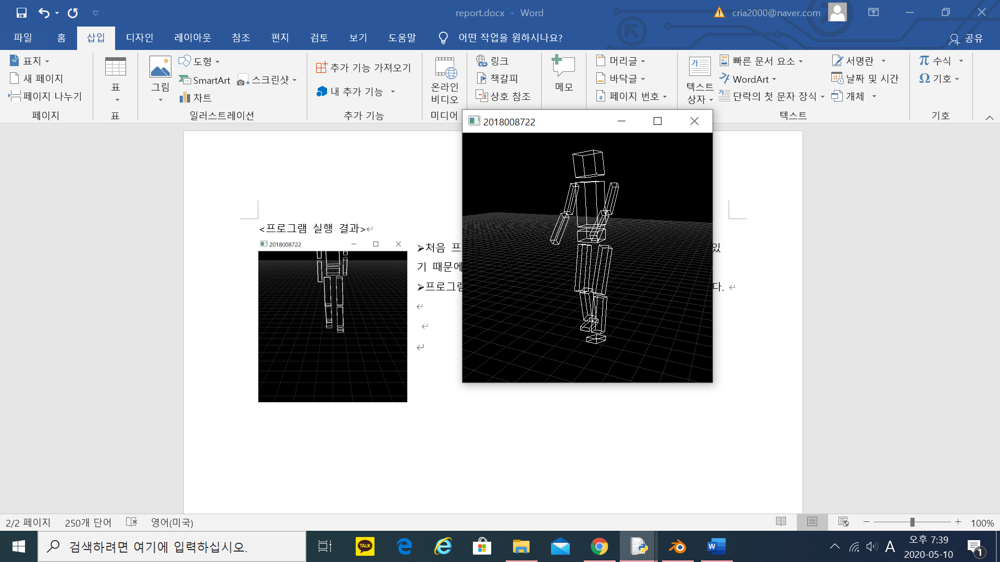 report.docx - Word
cria2000@naver.com
파일 홈 삽입 디자인 레이아웃 참조 편지 검토 보기 도움말 어떤 작업을 원하시나요? 공유
표지
새 페이지
페이지 나누기
페이지
표
표
그림
도형
SmartArt
차트
스크린샷
일러스트레이션
추가 기능 가져오기
내 추가 기능
추가 기능
온라인
비디오
미디어
링크
책갈피
상호 참조
메모
머리글
바닥글
페이지 번호
텍스트
상자
빠른 문서 요소
WordArt
단락의 첫 문자 장식
서명란
날짜 및 시간
개체
텍스트
수식
기호
기호
2018008722
<프로그램 실행 결과>
2018008722
➢처음 프
있
기 때문에
➢프로그램
다.
2/2 페이지 250개 단어 영어(미국)
100%
검색하려면 여기에 입력하십시오.
TALK
A
오후 7:39
2020-05-10
1